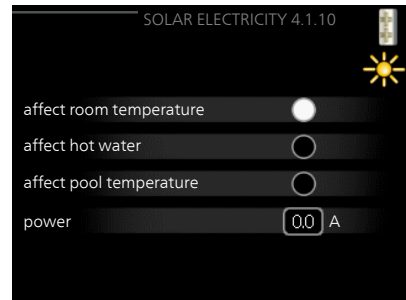 SOLAR ELECTRICITY 4.1.10
affect room temperature
affect hot water
affect pool temperature
power 0.0 A